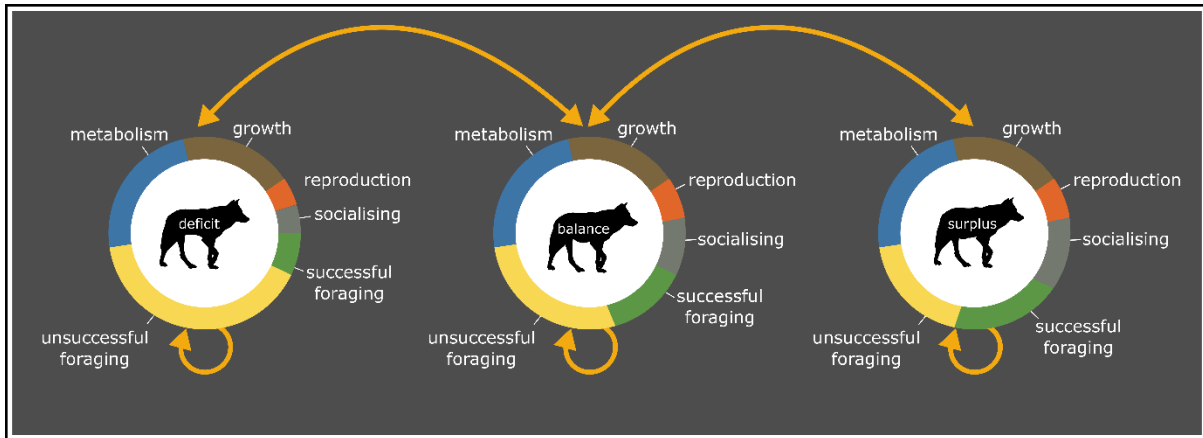 metabolism
growth
reproduction
socialising
successful
foraging
unsuccessful
foraging
deficit
metabolism
growth
reproduction
socialising
successful
foraging
unsuccessful
foraging
balance
metabolism
growth
reproduction
socialising
successful
foraging
unsuccessful
foraging
surplus